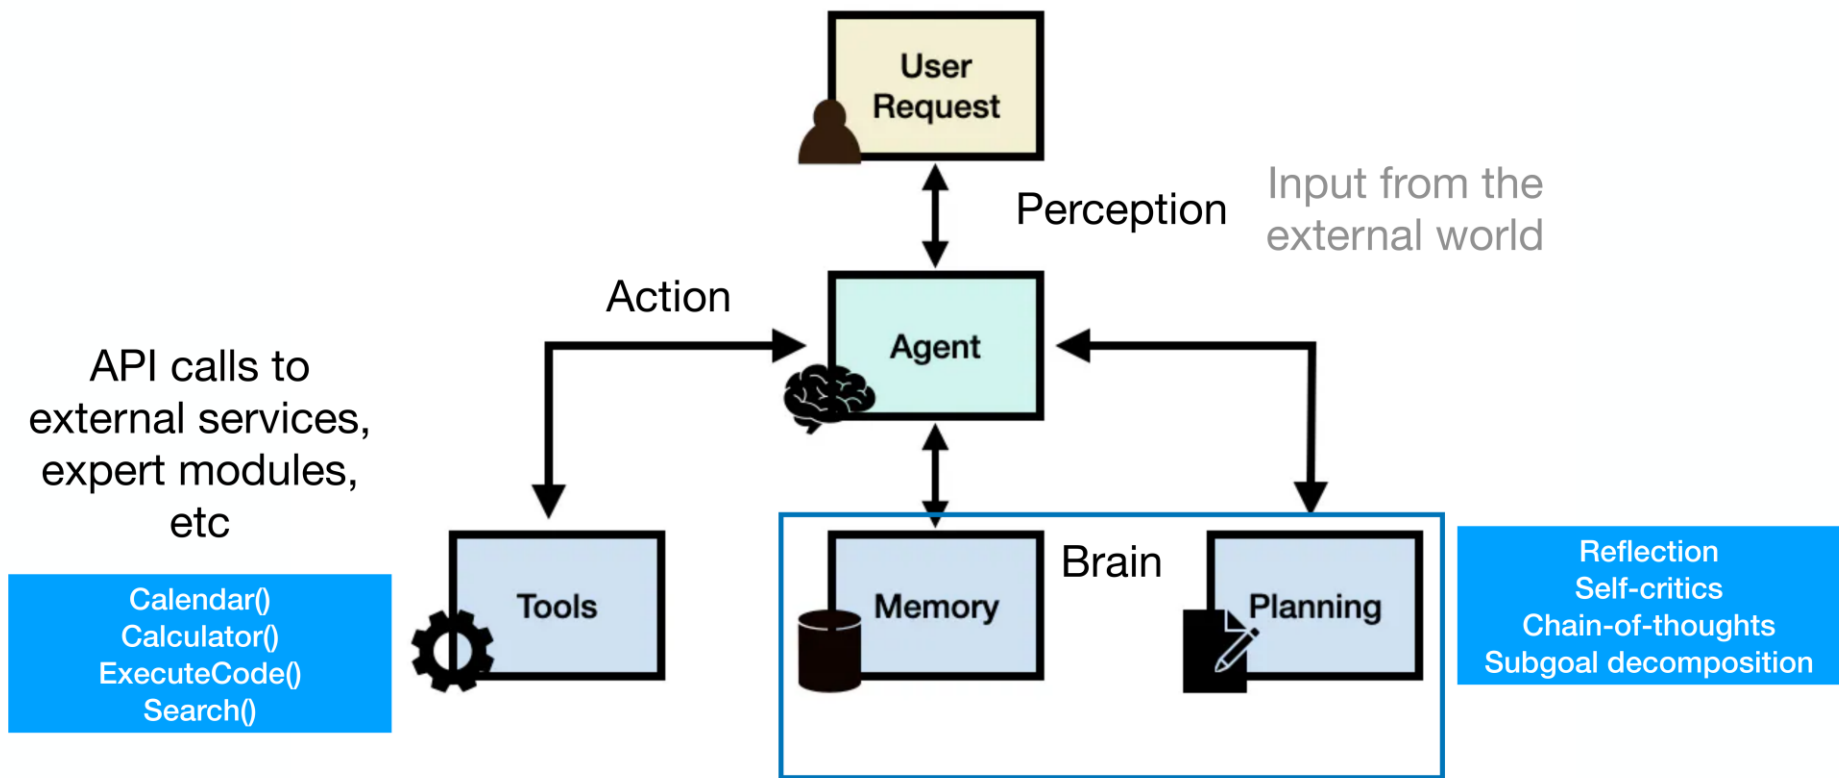 User
Request
Perception
Input from the
external world
Action
Agent
API calls to
external services,
expert modules,
etc
Calendar()
Calculator()
ExecuteCode()
Search()
Tools
Memory
Brain
Planning
Reflection
Self-critics
Chain-of-thoughts
Subgoal decomposition